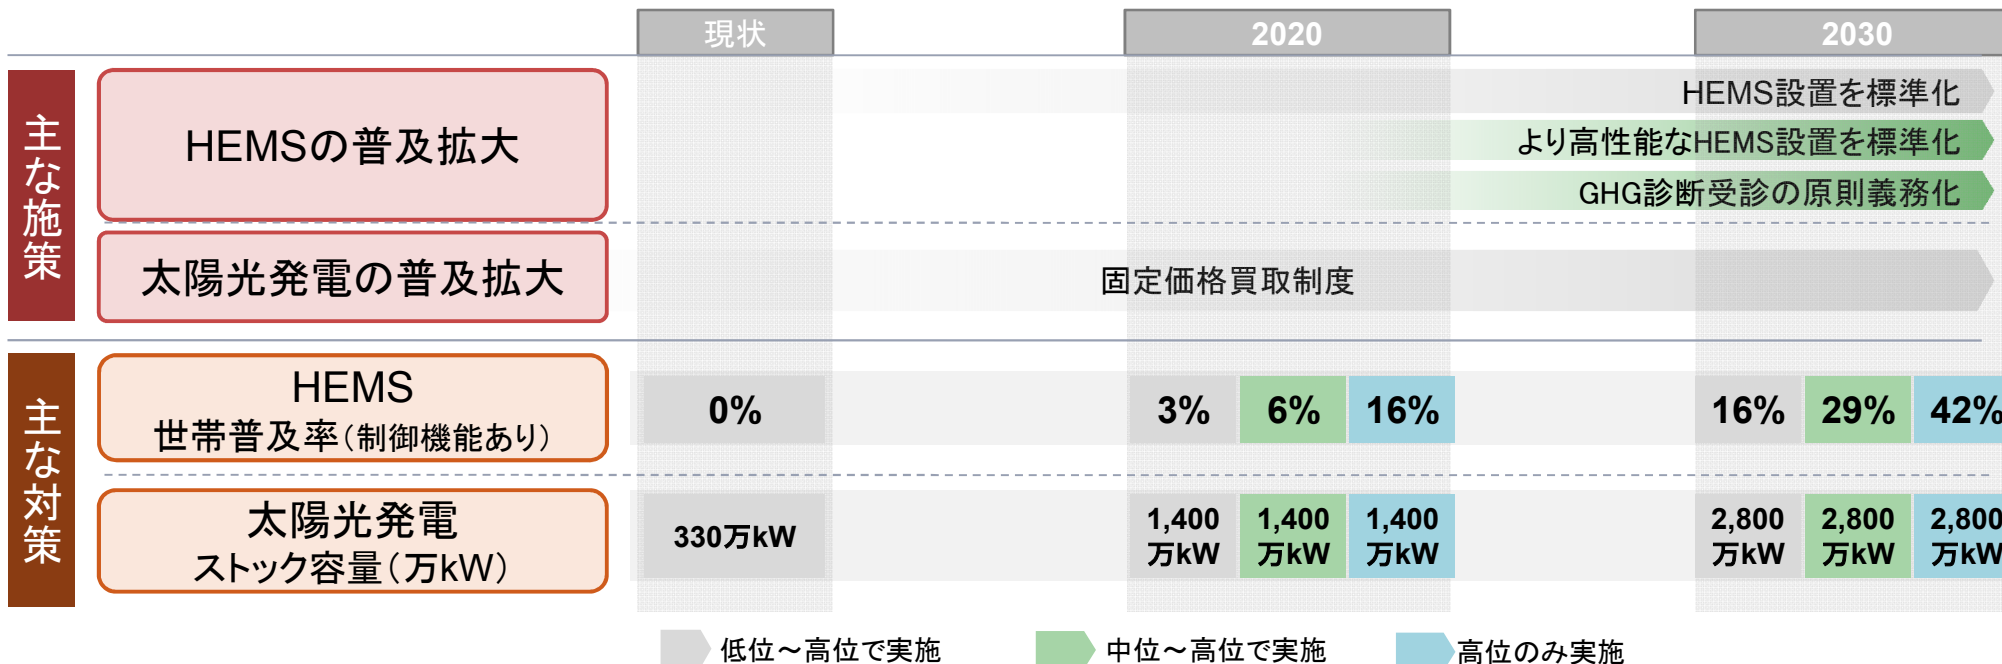 現状
2020
2030
主な施策
HEMSの普及拡大
HEMS設置を標準化
より高性能なHEMS設置を標準化
GHG診断受診の原則義務化
太陽光発電の普及拡大
固定価格買取制度
主な対策
HEMS
世帯普及率（制御機能あり）
0%
3%
6%
16%
16%
29%
42%
太陽光発電
ストック容量（万kW）
330万kW
1,400
万kW
1,400
万kW
1,400
万kW
2,800
万kW
2,800
万kW
2,800
万kW
低位～高位で実施
中位～高位で実施
高位のみ実施